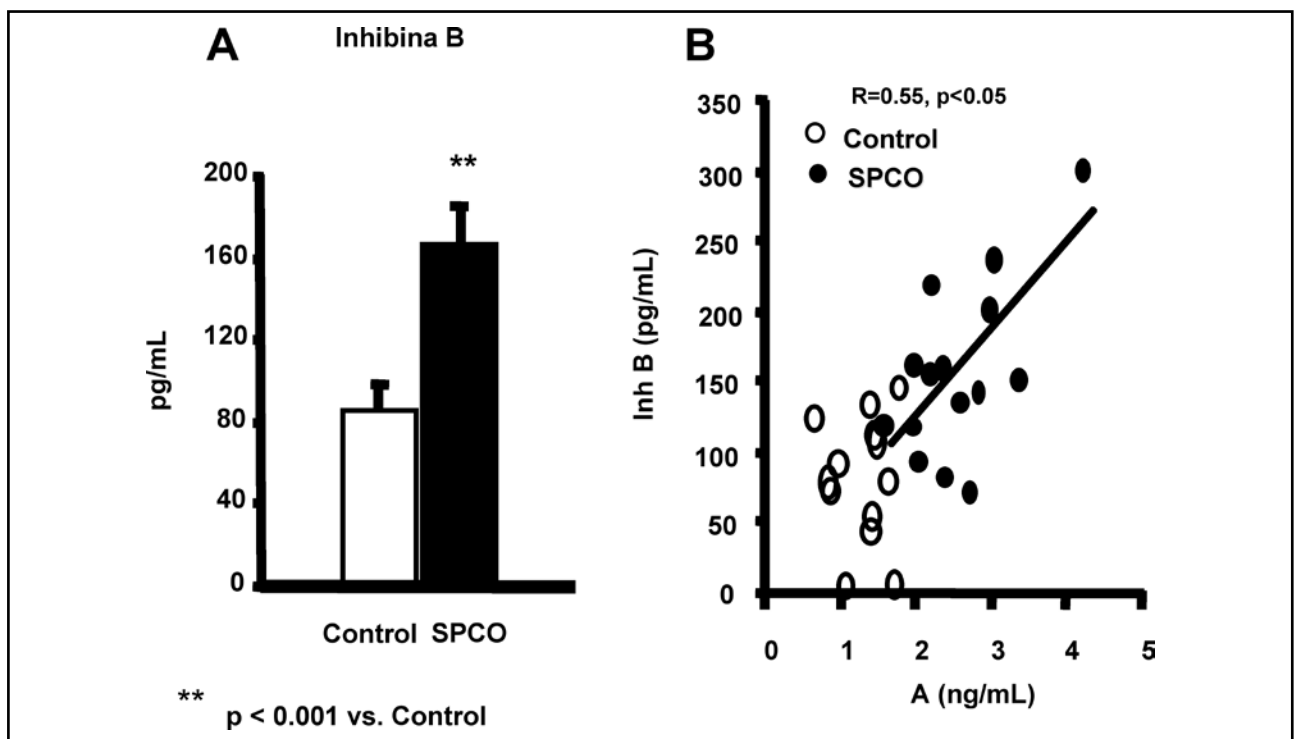 A
Inhibina B
**
200
160
120
80
40
0
pg/mL
Control SPCO
** p < 0.001 vs. Control
B
R=0.55, p<0.05
Control
SPCO
350
300
250
200
150
100
50
0
Inh B (pg/mL)
0 1 2 3 4 5
A (ng/mL)